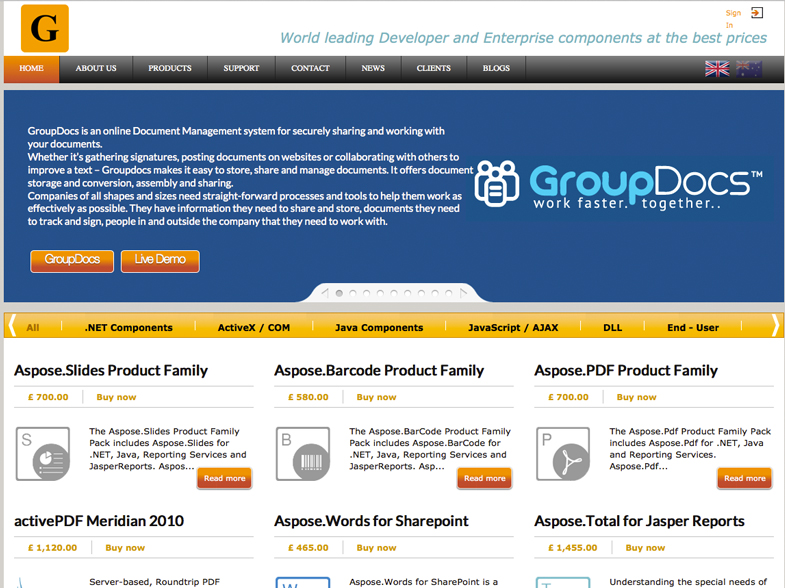 G
Sign In
World leading Developer and Enterprise components at the best prices
HOME ABOUT US PRODUCTS SUPPORT CONTACT NEWS CLIENTS BLOGS
GroupDocs is an online Document Management system for securely sharing and working with
your documents.
Whether it's gathering signatures, posting documents on websites or collaborating with others to
improve a text – Groupdocs makes it easy to store, share and manage documents. It offers document
storage and conversion, assembly and sharing.
Companies of all shapes and sizes need straight-forward processes and tools to help them work as
effectively as possible. They have information they need to share and store, documents they need
to track and sign, people in and outside the company that they need to work with.
GroupDocs™
work faster. together..
GroupDocs Live Demo
All .NET Components ActiveX / COM Java Components JavaScript / AJAX DLL End - User
Aspose.Slides Product Family
£ 700.00 Buy now
S
The Aspose.Slides Product Family
Pack includes Aspose.Slides for
.NET, Java, Reporting Services and
JasperReports. Aspos...
Read more
Aspose.Barcode Product Family
£ 580.00 Buy now
B
The Aspose.BarCode Product Family
Pack includes Aspose.BarCode for
.NET, Java, Reporting Services and
JasperReports. Asp...
Read more
Aspose.PDF Product Family
£ 700.00 Buy now
P
The Aspose.Pdf Product Family Pack
includes Aspose.Pdf for .NET, Java
and Reporting Services.
Aspose.Pdf...
Read more
activePDF Meridian 2010
£ 1,120.00 Buy now
Server-based, Roundtrip PDF
Aspose.Words for Sharepoint
£ 465.00 Buy now
W
Aspose.Words for SharePoint is a
Aspose.Total for Jasper Reports
£ 1,455.00 Buy now
T
Understanding the special needs of